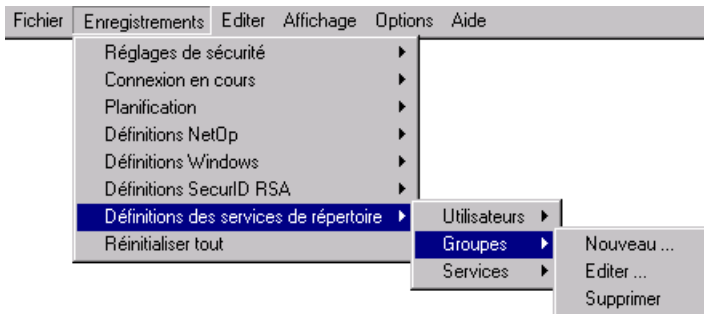 Fichier Enregistrements Editer Affichage Options Aide
Réglages de sécurité
Connexion en cours
Planification
Définitions NetOp
Définitions Windows
Définitions SecurID RSA
Définitions des services de répertoire
Réinitialiser tout
Utilisateurs
Groupes
Services
Nouveau ...
Editer ...
Supprimer